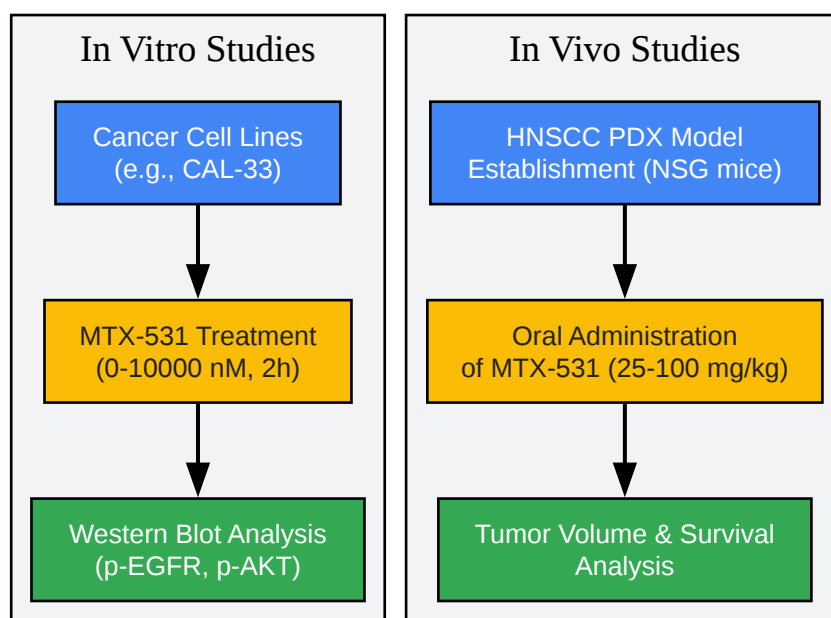 In Vitro Studies
Cancer Cell Lines
(e.g., CAL-33)
MTX-531 Treatment
(0-10000 nM, 2h)
Western Blot Analysis
(p-EGFR, p-AKT)
In Vivo Studies
HNSCC PDX Model
Establishment (NSG mice)
Oral Administration
of MTX-531 (25-100 mg/kg)
Tumor Volume & Survival
Analysis